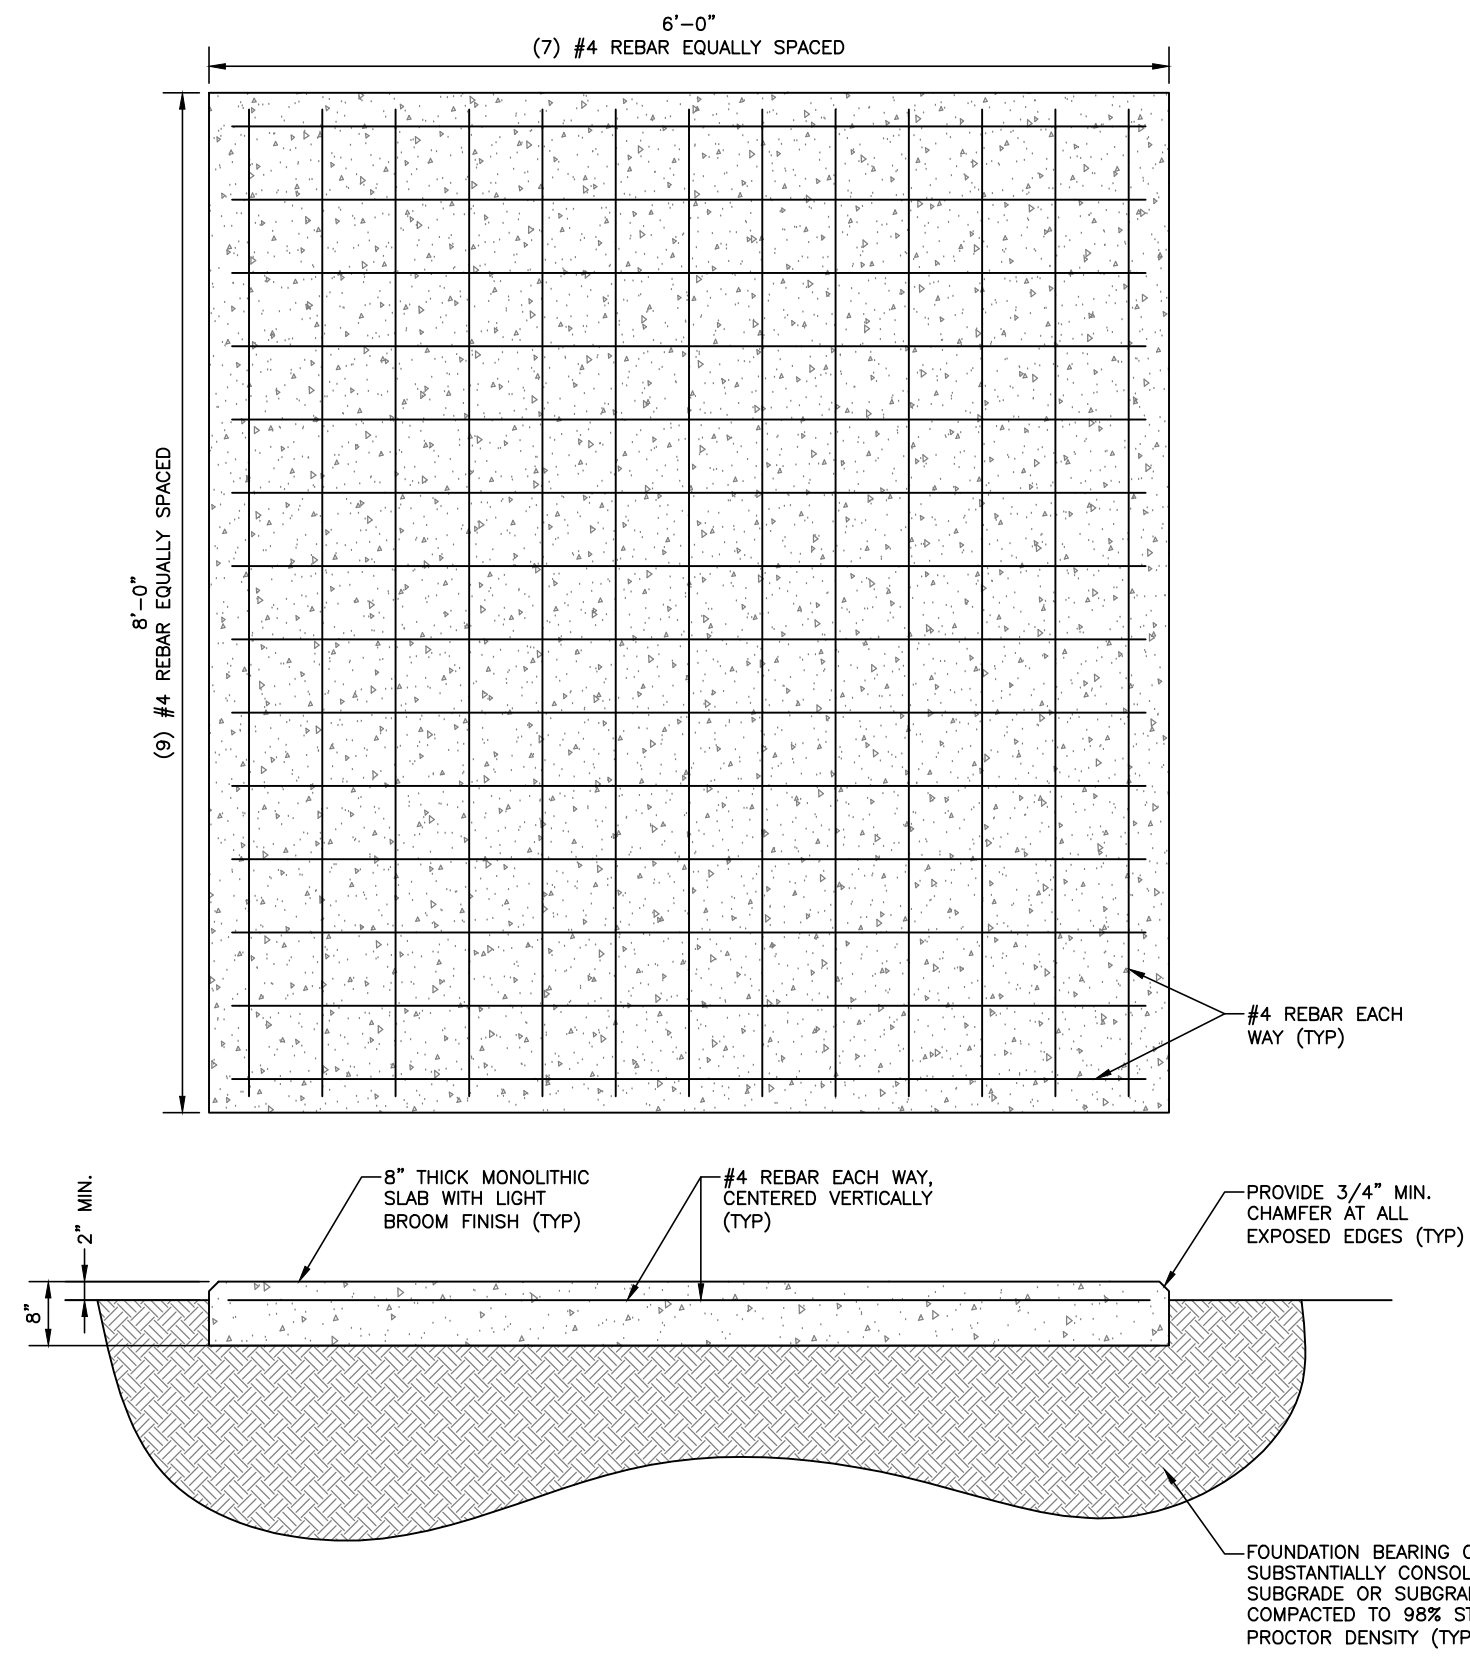 6'-0"
(7) #4 REBAR EQUALLY SPACED
8'-0"
(9) #4 REBAR EQUALLY SPACED
#4 REBAR EACH
WAY (TYP)
2" MIN.
8"
8" THICK MONOLITHIC
SLAB WITH LIGHT
BROOM FINISH (TYP)
#4 REBAR EACH WAY,
CENTERED VERTICALLY
(TYP)
PROVIDE 3/4" MIN.
CHAMFER AT ALL
EXPOSED EDGES (TYP)
FOUNDATION BEARING
SUBSTANTIALLY
SUBGRADE OR
COMPACTED TO 98%
PROCTOR DENSITY (TYP